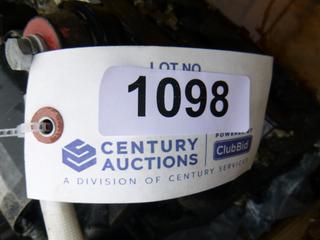 LOT NO.
1098
CENTURY
AUCTIONS
POWERED BY
ClubBid
A DIVISION OF CENTURY SERVICES